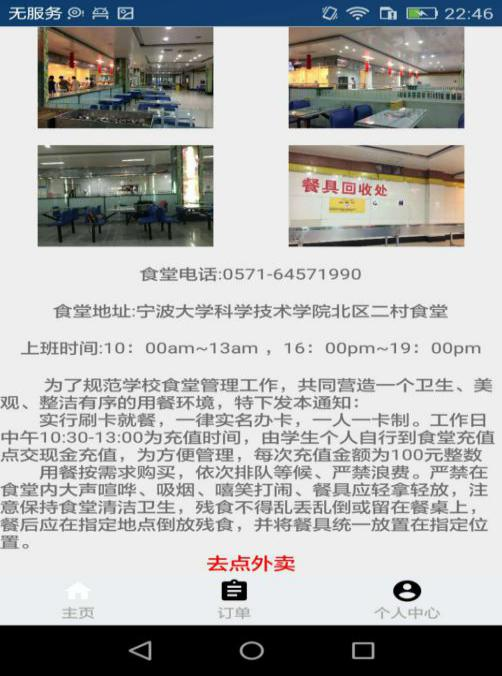 无服务
22:46
餐具回收处
食堂电话:0571-64571990
食堂地址:宁波大学科学技术学院北区二村食堂
上班时间:10：00am~13am ，16：00pm~19：00pm
为了规范学校食堂管理工作，共同营造一个卫生、美
观、整洁有序的用餐环境，特下发本通知：
实行刷卡就餐，一律实名办卡，一人一卡制。工作日
中午10:30-13:00为充值时间，由学生个人自行到食堂充值
点交现金充值，为方便管理，每次充值金额为100元整数
用餐按需求购买，依次排队等候、严禁浪费。严禁在
食堂内大声喧哗、吸烟、嘻笑打闹、餐具应轻拿轻放，注
意保持食堂清洁卫生，残食不得乱丢乱倒或留在餐桌上，
餐后应在指定地点倒放残食，并将餐具统一放置在指定位
置。
去点外卖
主页
订单
个人中心